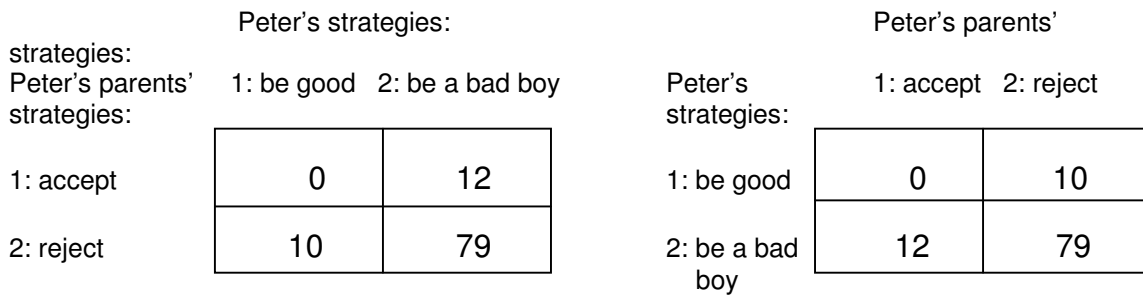 Peter's strategies: Peter's parents'
strategies:
Peter's parents' 1: be good 2: be a bad boy Peter's 1: accept 2: reject
strategies: strategies:
1: accept 0 12 1: be good 0 10
2: reject 10 79 2: be a bad 12 79
boy